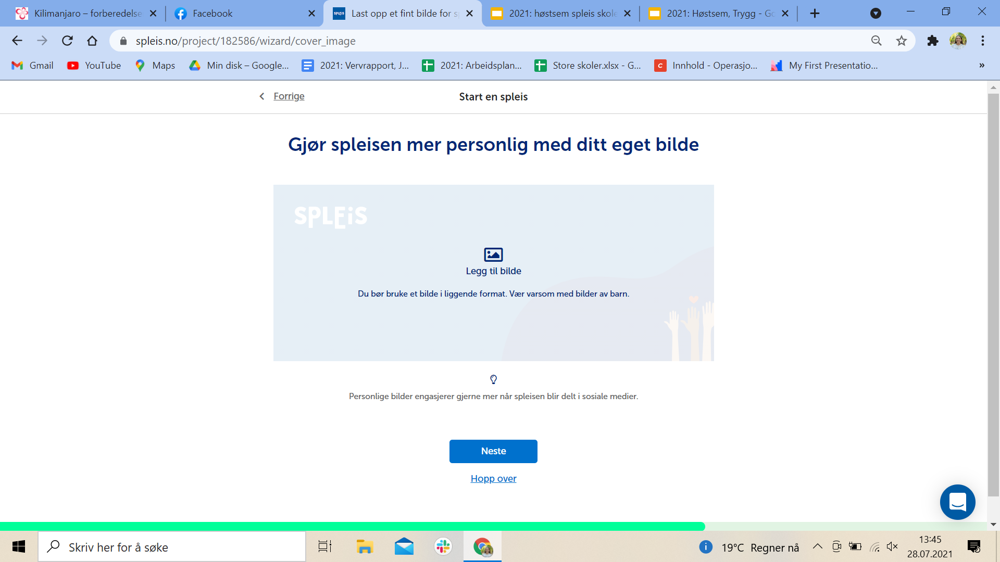 Kilimanjaro – forberedelse
Facebook
Last opp et fint bilde for s
2021: høstsem spleis skole
2021: Høstsem, Trygg - Go
spleis.no/project/182586/wizard/cover_image
Gmail
YouTube
Maps
Min disk – Google...
2021: Vervrapport, J...
2021: Arbeidsplan...
Store skoler.xlsx - G...
Innhold - Operasjo...
My First Presentatio...
»
Forrige
Start en spleis
Gjør spleisen mer personlig med ditt eget bilde
SPLEiS
Legg til bilde
Du bør bruke et bilde i liggende format. Vær varsom med bilder av barn.
Personlige bilder engasjerer gjerne mer når spleisen blir delt i sosiale medier.
Neste
Hopp over
Skriv her for å søke
19°C Regner nå
13:45
28.07.2021